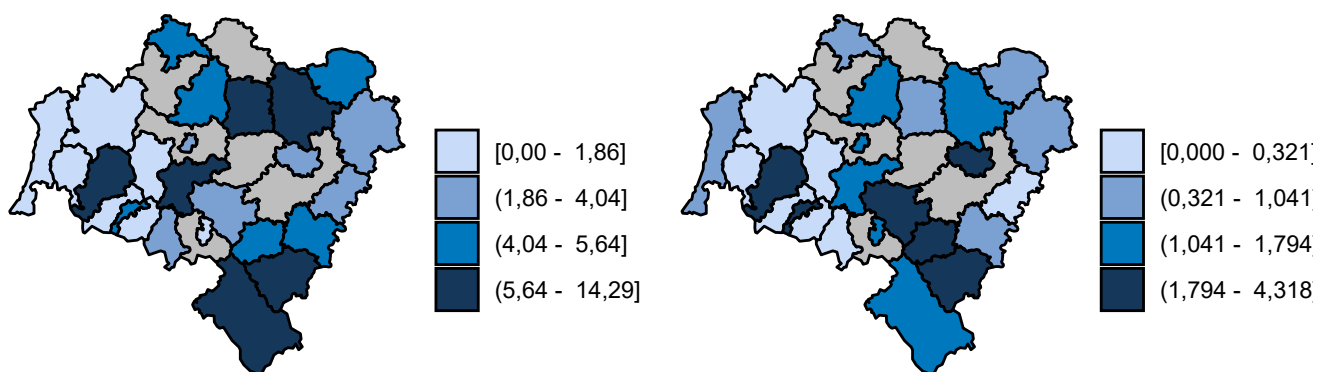 [0,00 - 1,86]
(1,86 - 4,04]
(4,04 - 5,64]
(5,64 - 14,29]
[0,000 - 0,321]
(0,321 - 1,041]
(1,041 - 1,794]
(1,794 - 4,318]